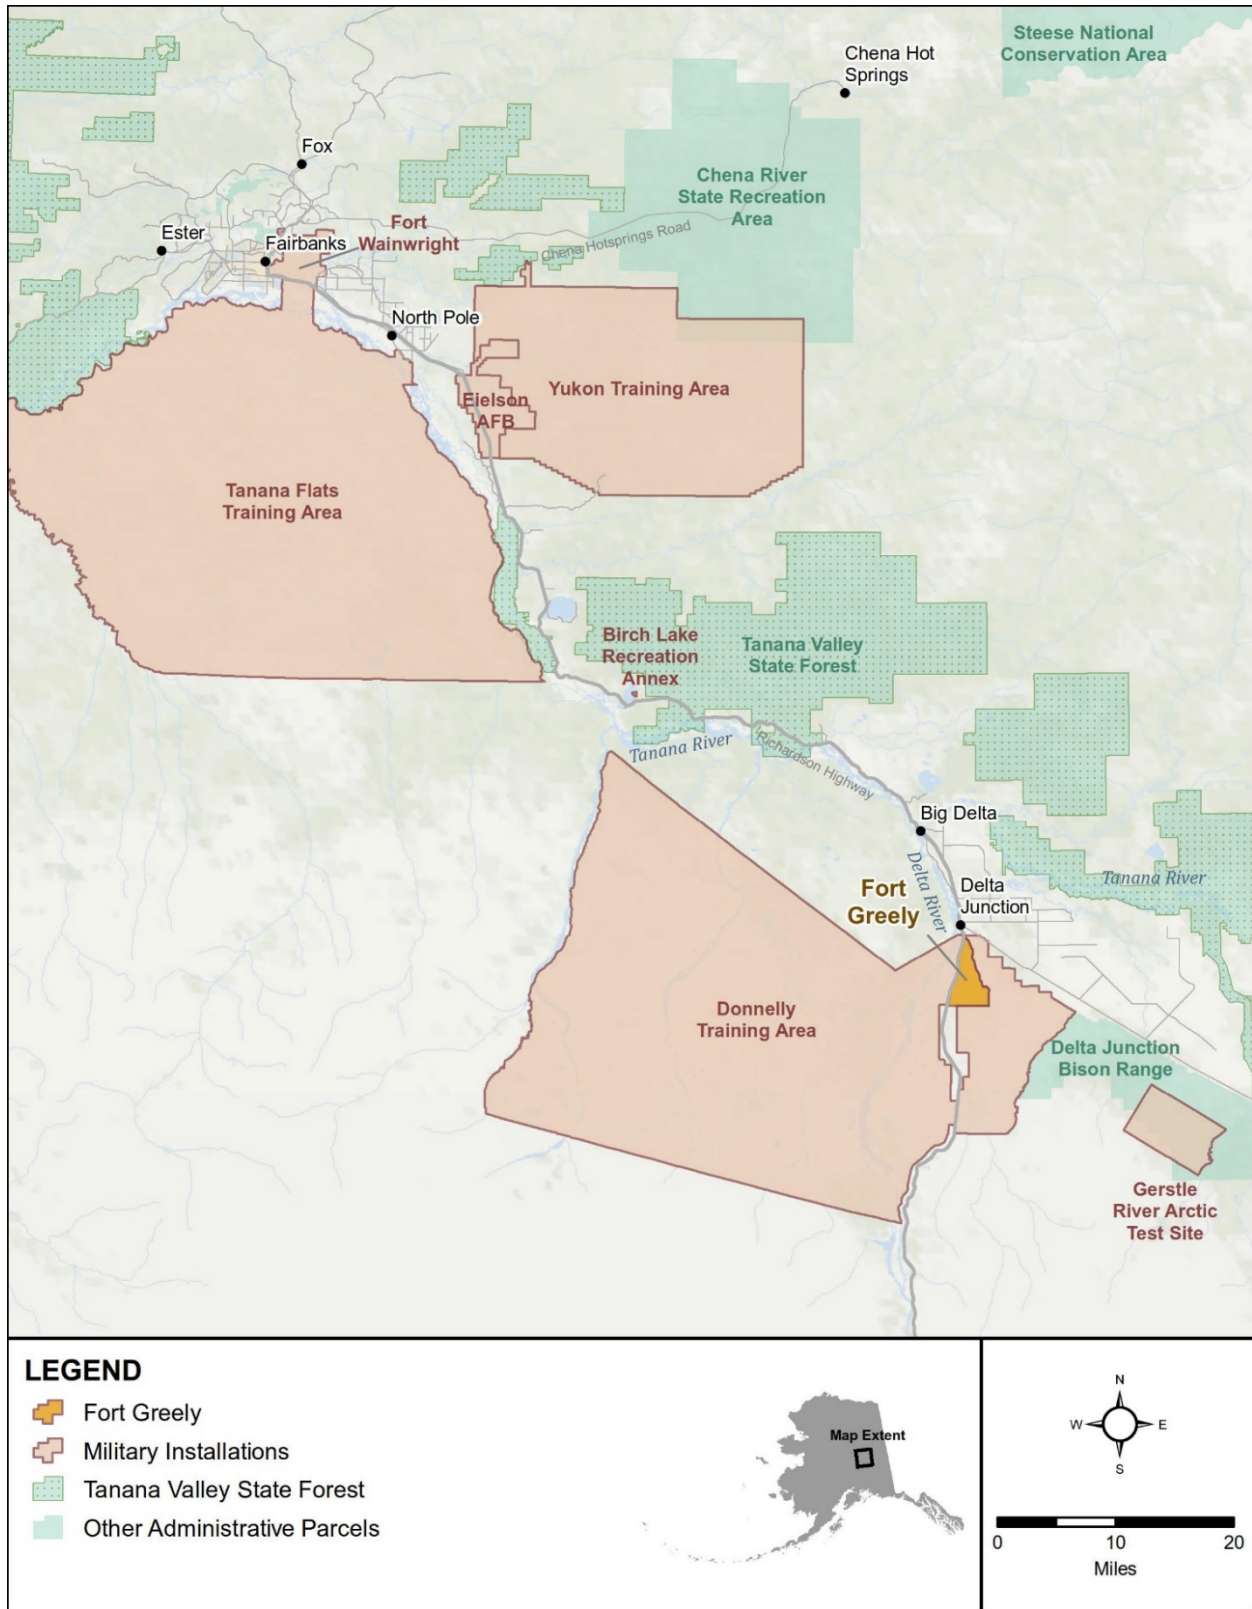 Steese National
Conservation Area
Chena Hot
Springs
Fox
Chena River
State Recreation
Area
Ester
Fairbanks
Fort
Wainwright
Chena Hotsprings Road
North Pole
Eielson
AFB
Yukon Training Area
Tanana Flats
Training Area
Birch Lake
Recreation
Annex
Tanana Valley
State Forest
Tanana River
Richardson Highway
Big Delta
Delta River
Fort
Greely
Delta
Junction
Tanana River
Donnelly
Training Area
Delta Junction
Bison Range
Gerstle
River Arctic
Test Site
LEGEND
Fort Greely
Military Installations
Tanana Valley State Forest
Other Administrative Parcels
Map Extent
N
W
E
S
0
10
20
Miles